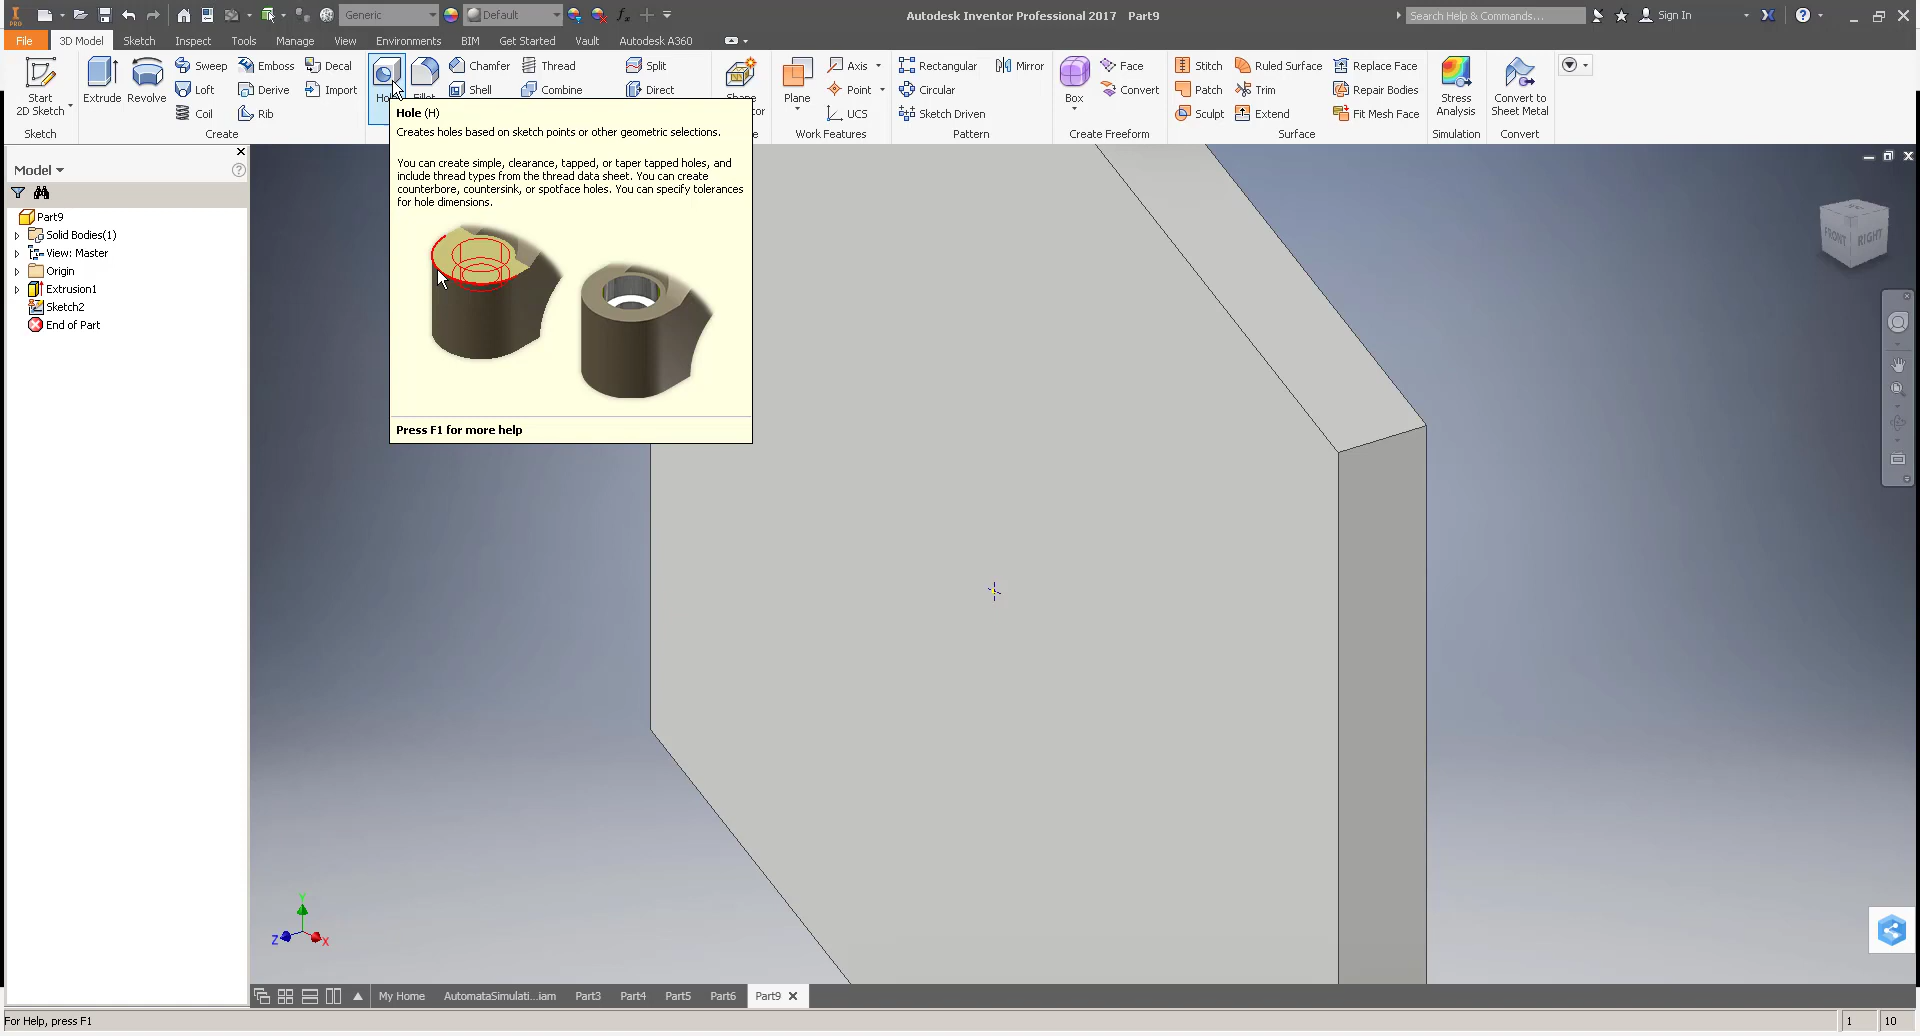 PRO
Generic
Default
fx
Autodesk Inventor Professional 2017 Part9
Search Help & Commands...
Sign In
File
3D Model
Sketch
Inspect
Tools
Manage
View
Environments
BIM
Get Started
Vault
Autodesk A360
Start
2D Sketch
Sketch
Extrude
Revolve
Sweep
Loft
Coil
Emboss
Derive
Rib
Decal
Import
Create
Chamfer
Shell
Thread
Combine
Split
Direct
Plane
Axis
Point
UCS
Work Features
Rectangular
Circular
Sketch Driven
Mirror
Pattern
Box
Face
Convert
Create Freeform
Stitch
Patch
Sculpt
Ruled Surface
Trim
Extend
Replace Face
Repair Bodies
Fit Mesh Face
Surface
Stress
Analysis
Simulation
Convert to
Sheet Metal
Convert
Hole (H)
Creates holes based on sketch points or other geometric selections.
You can create simple, clearance, tapped, or taper tapped holes, and
include thread types from the thread data sheet. You can create
counterbore, countersink, or spotface holes. You can specify tolerances
for hole dimensions.
Press F1 for more help
Model
Part9
Solid Bodies(1)
View: Master
Origin
Extrusion1
Sketch2
End of Part
FRONT
RIGHT
Y
Z
X
My Home
AutomataSimulati...iam
Part3
Part4
Part5
Part6
Part9
For Help, press F1
1
10